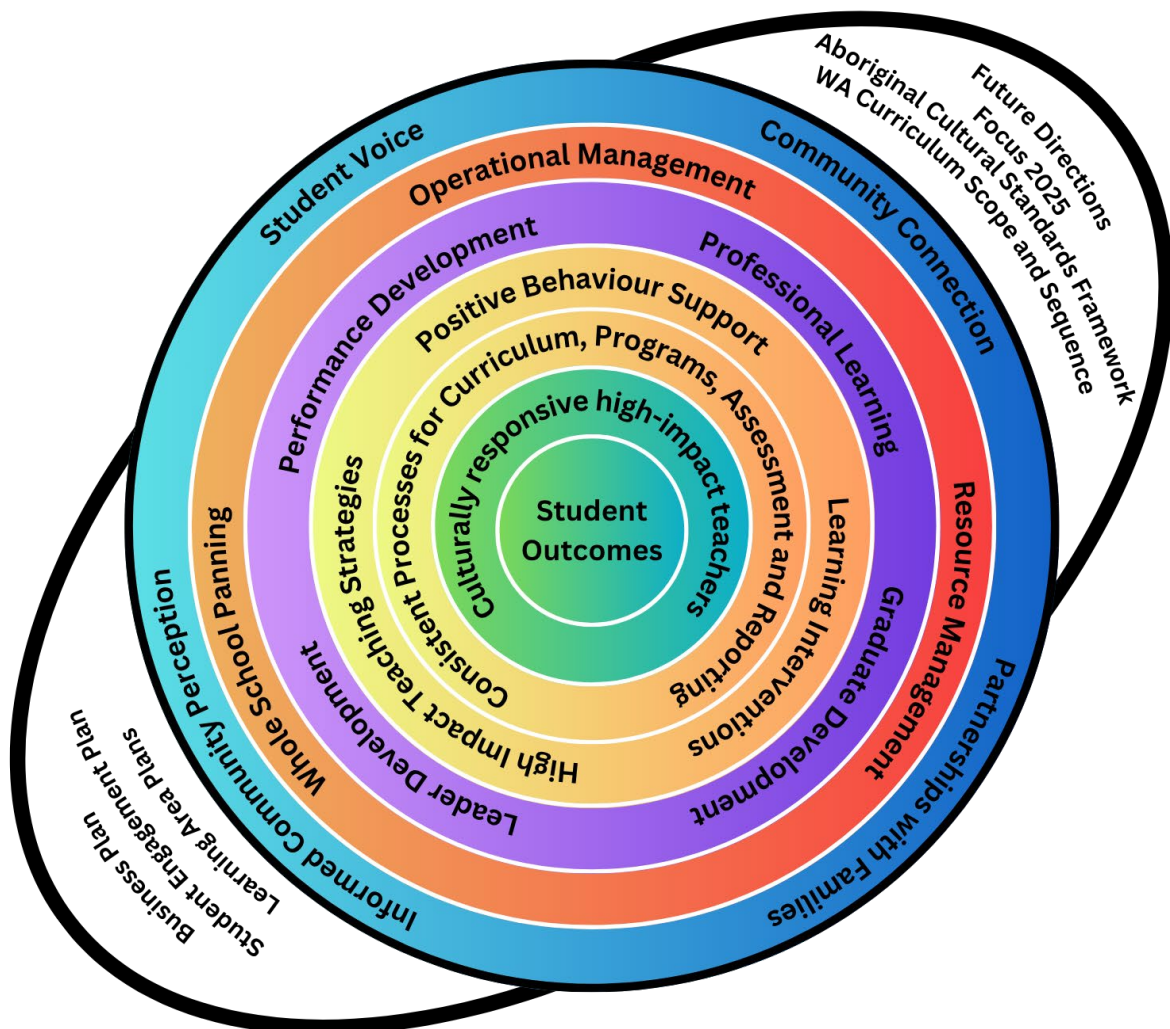 Future Directions
Focus 2025
Aboriginal Cultural Standards Framework
WA Curriculum Scope and Sequence
Student Voice
Community Connection
Operational Management
Performance Development
Professional Learning
Positive Behaviour Support
Consistent Processes for Curriculum, Programs, Assessment and Reporting
Culturally responsive high-impact teachers
Student
Outcomes
High Impact Teaching Strategies
Learning Interventions
Leader Development
Graduate Development
Whole School Panning
Resource Management
Informed Community Perception
Partnerships with Families
Learning Area Plans
Student Engagement Plan
Business Plan